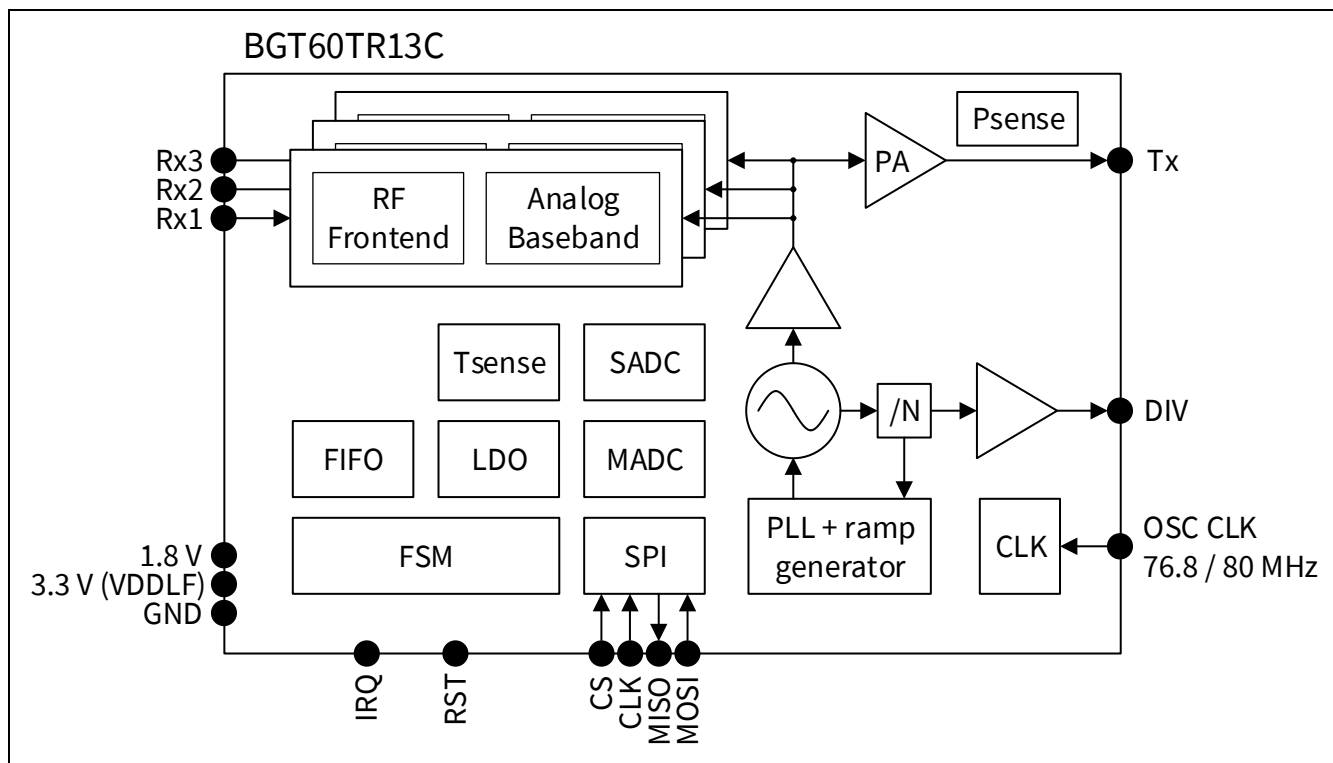 BGT60TR13C
Psense
Rx3
Rx2
Rx1
RF
Frontend
Analog
Baseband
PA
Tx
Tsense
SADC
/N
DIV
FIFO
LDO
MADC
FSM
SPI
PLL + ramp
generator
CLK
OSC CLK
76.8 / 80 MHz
1.8 V
3.3 V (VDDLF)
GND
IRQ
RST
CS
CLK
MISO
MOSI